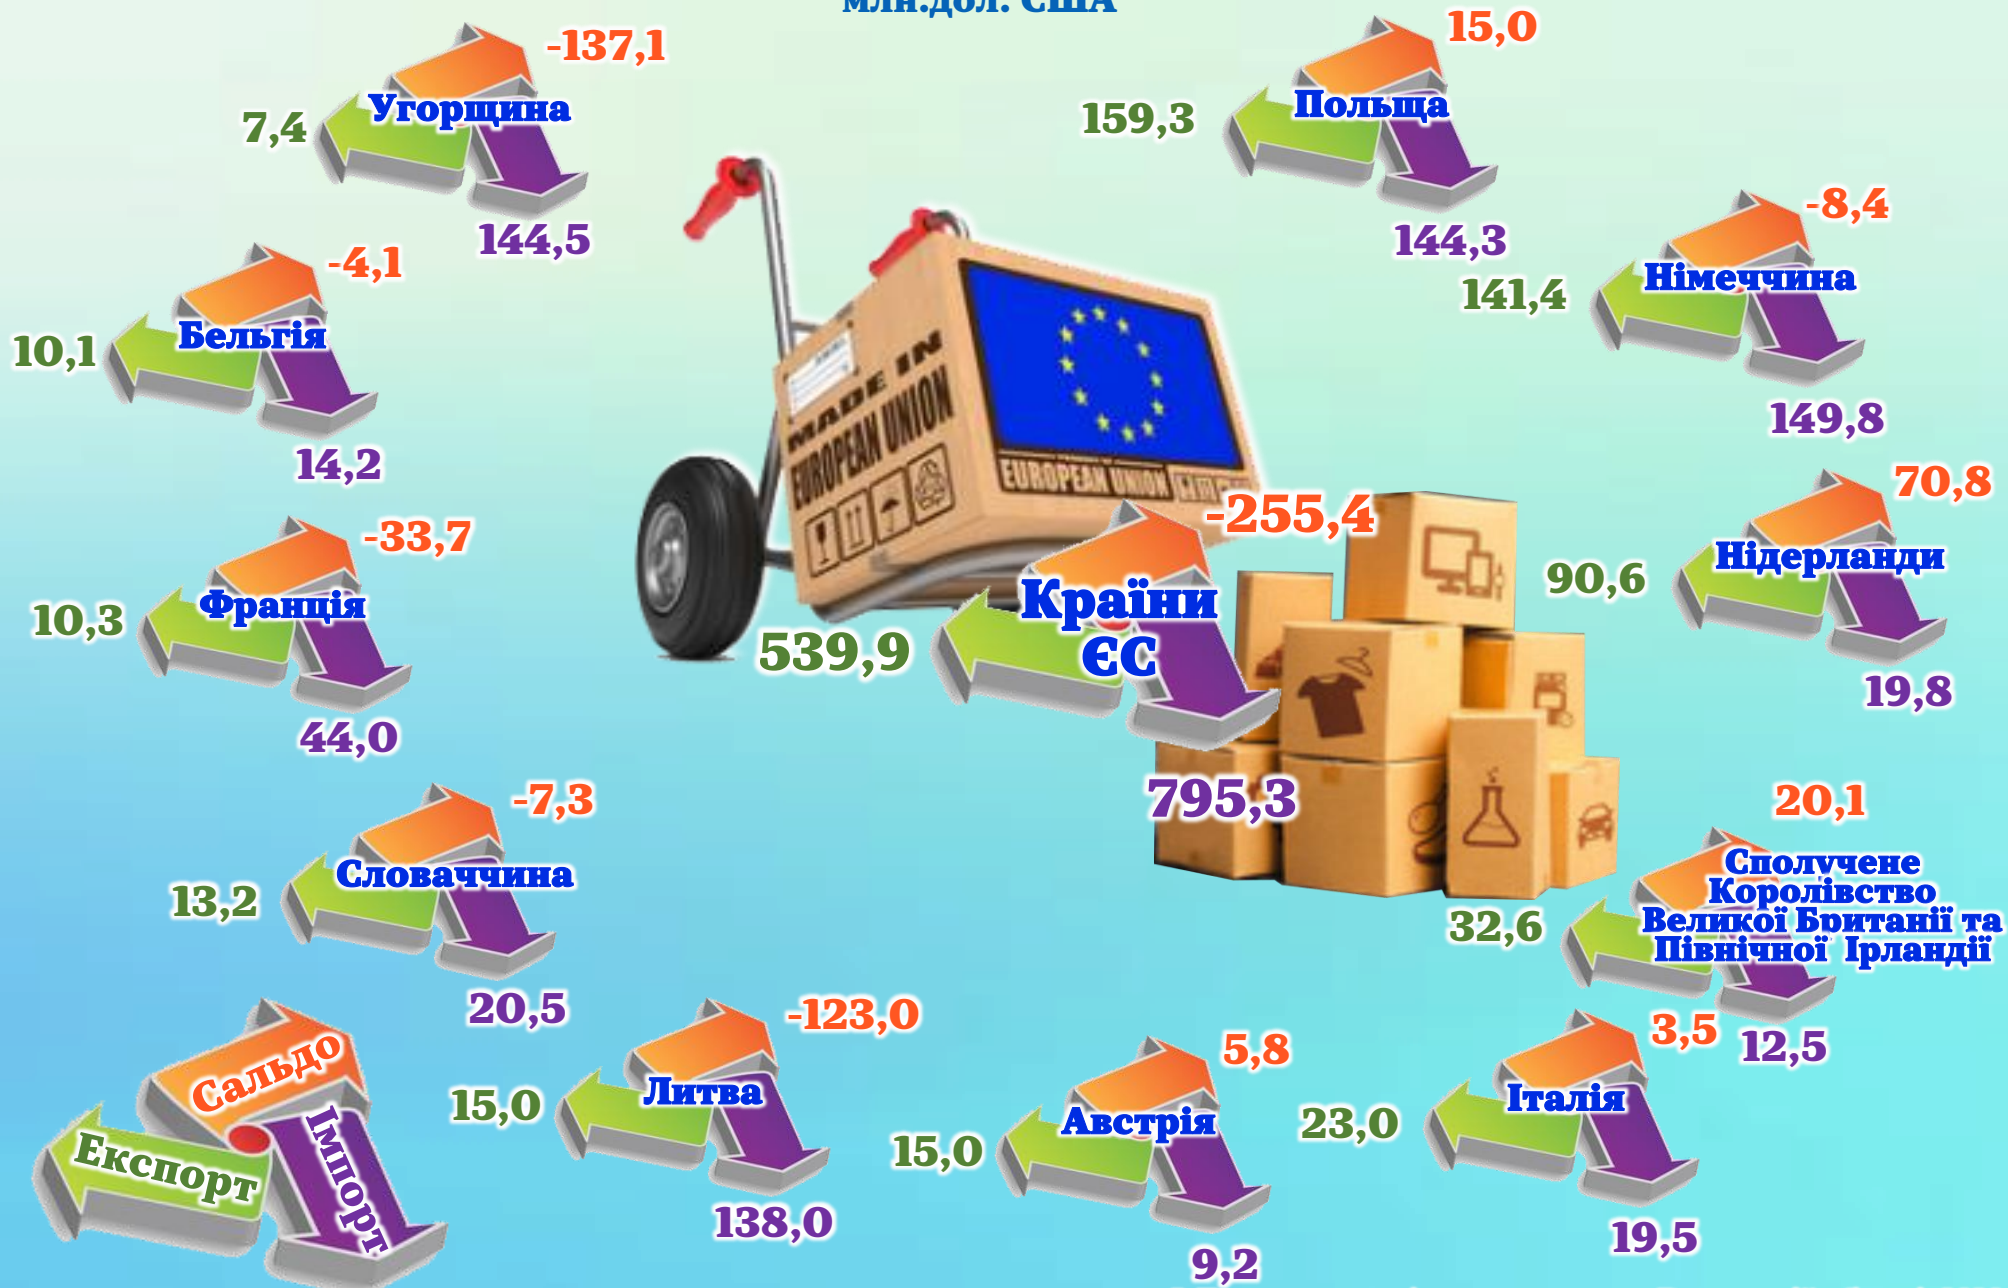 млн.дол. США
-137,1
Угорщина
7,4
144,5
15,0
Польща
159,3
144,3
-8,4
Німеччина
141,4
149,8
-4,1
Бельгія
10,1
14,2
MADE IN
EUROPEAN UNION
EUROPEAN UNION
-255,4
Країни
ЄС
539,9
795,3
70,8
Нідерланди
90,6
19,8
-33,7
Франція
10,3
44,0
-7,3
Словаччина
13,2
20,5
20,1
Сполучене
Королівство
Великої Британії та
Північної Ірландії
32,6
12,5
Сальдо
Експорт
Імпорт
-123,0
Литва
15,0
138,0
5,8
Австрія
15,0
9,2
3,5
Італія
23,0
19,5